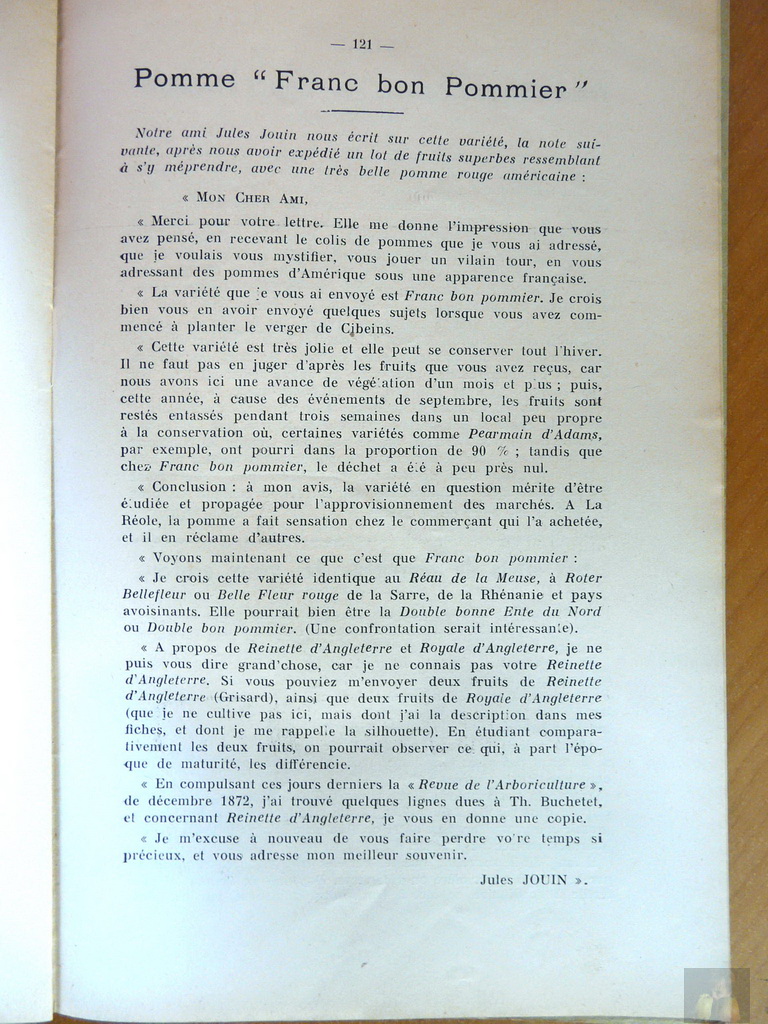 — 121 —
Pomme “ Franc bon Pommier ”
Notre ami Jules Jouin nous écrit sur cette variété, la note sui-
vante, après nous avoir expédié un lot de fruits superbes ressemblant
à s'y méprendre, avec une très belle pomme rouge américaine :
« MON CHER AMI,
« Merci pour votre lettre. Elle me donne l'impression que vous
avez pensé, en recevant le colis de pommes que je vous ai adressé,
que je voulais vous mystifier, vous jouer un vilain tour, en vous
adressant des pommes d'Amérique sous une apparence française.
« La variété que je vous ai envoyé est Franc bon pommier. Je crois
bien vous en avoir envoyé quelques sujets lorsque vous avez com-
mencé à planter le verger de Cibeins.
« Cette variété est très jolie et elle peut se conserver tout l'hiver.
Il ne faut pas en juger d'après les fruits que vous avez reçus, car
nous avons ici une avance de végétation d'un mois et plus ; puis,
cette année, à cause des événements de septembre, les fruits sont
restés entassés pendant trois semaines dans un local peu propre
à la conservation où, certaines variétés comme Pearmain d'Adams,
par exemple, ont pourri dans la proportion de 90 % ; tandis que
chez Franc bon pommier, le déchet a été à peu près nul.
« Conclusion : à mon avis, la variété en question mérite d'être
étudiée et propagée pour l'approvisionnement des marchés. A La
Réole, la pomme a fait sensation chez le commerçant qui l'a achetée,
et il en réclame d'autres.
« Voyons maintenant ce que c'est que Franc bon pommier :
« Je crois cette variété identique au Réau de la Meuse, à Roter
Bellefleur ou Belle Fleur rouge de la Sarre, de la Rhénanie et pays
avoisinants. Elle pourrait bien être la Double bonne Ente du Nord
ou Double bon pommier. (Une confrontation serait intéressante).
« A propos de Reinette d'Angleterre et Royale d'Angleterre, je ne
puis vous dire grand'chose, car je ne connais pas votre Reinette
d'Angleterre. Si vous pouviez m'envoyer deux fruits de Reinette
d'Angleterre (Grisard), ainsi que deux fruits de Royale d'Angleterre
(que je ne cultive pas ici, mais dont j'ai la description dans mes
fiches, et dont je me rappelle la silhouette). En étudiant compara-
tivement les deux fruits, on pourrait observer ce qui, à part l'épo-
que de maturité, les différencie.
« En compulsant ces jours derniers la « Revue de l'Arboriculture »,
de décembre 1872, j'ai trouvé quelques lignes dues à Th. Buchetet,
et concernant Reinette d'Angleterre, je vous en donne une copie.
« Je m'excuse à nouveau de vous faire perdre votre temps si
précieux, et vous adresse mon meilleur souvenir.
Jules JOUIN ».